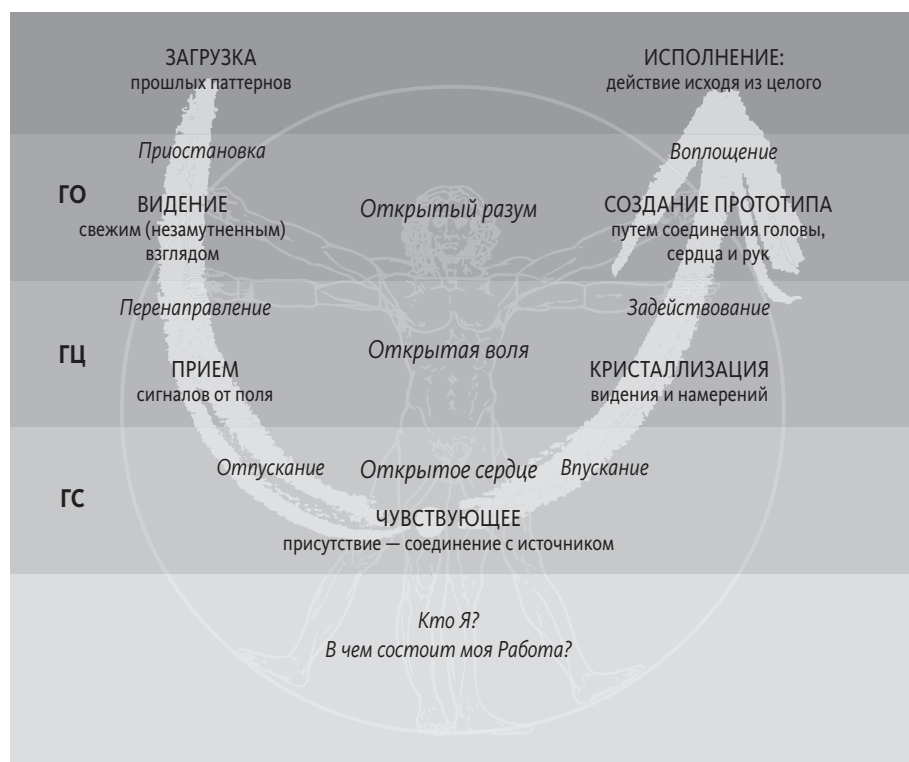 ЗАГРУЗКА
прошлых паттернов
ИСПОЛНЕНИЕ:
действие исходя из целого
Приостановка
Воплощение
ГО
ВИДЕНИЕ
свежим (незамутненным)
взглядом
Открытый разум
СОЗДАНИЕ ПРОТОТИПА
путем соединения головы,
сердца и рук
Перенаправление
Задействование
ГЦ
Открытая воля
ПРИЕМ
сигналов от поля
КРИСТАЛЛИЗАЦИЯ
видения и намерений
Отпускание
Открытое сердце
Впускание
ГС
ЧУВСТВУЮЩЕЕ
присутствие — соединение с источником
Кто Я?
В чем состоит моя Работа?